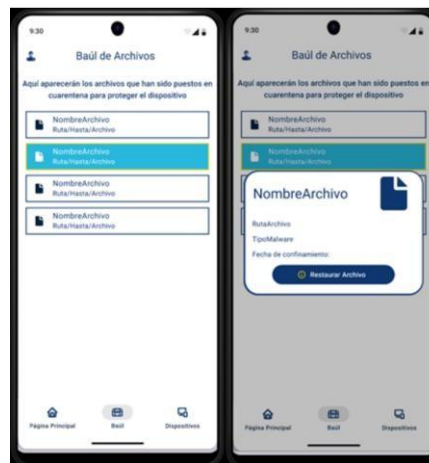 9:30
Baúl de Archivos
Aquí aparecerán los archivos que han sido puestos en
cuarentena para proteger el dispositivo
NombreArchivo
Ruta/Hasta/Archivo
NombreArchivo
Ruta/Hasta/Archivo
NombreArchivo
Ruta/Hasta/Archivo
NombreArchivo
Ruta/Hasta/Archivo
Página Principal
Baúl
Dispositivos
9:30
Baúl de Archivos
Aquí aparecerán los archivos que han sido puestos en
cuarentena para proteger el dispositivo
NombreArchivo
Ruta/Hasta/Archivo
NombreArchivo
Ruta/Hasta/Archivo
NombreArchivo
RutaArchivo
TipoMalware
Fecha de confinamiento:
Restaurar Archivo
Página Principal
Baúl
Dispositivos